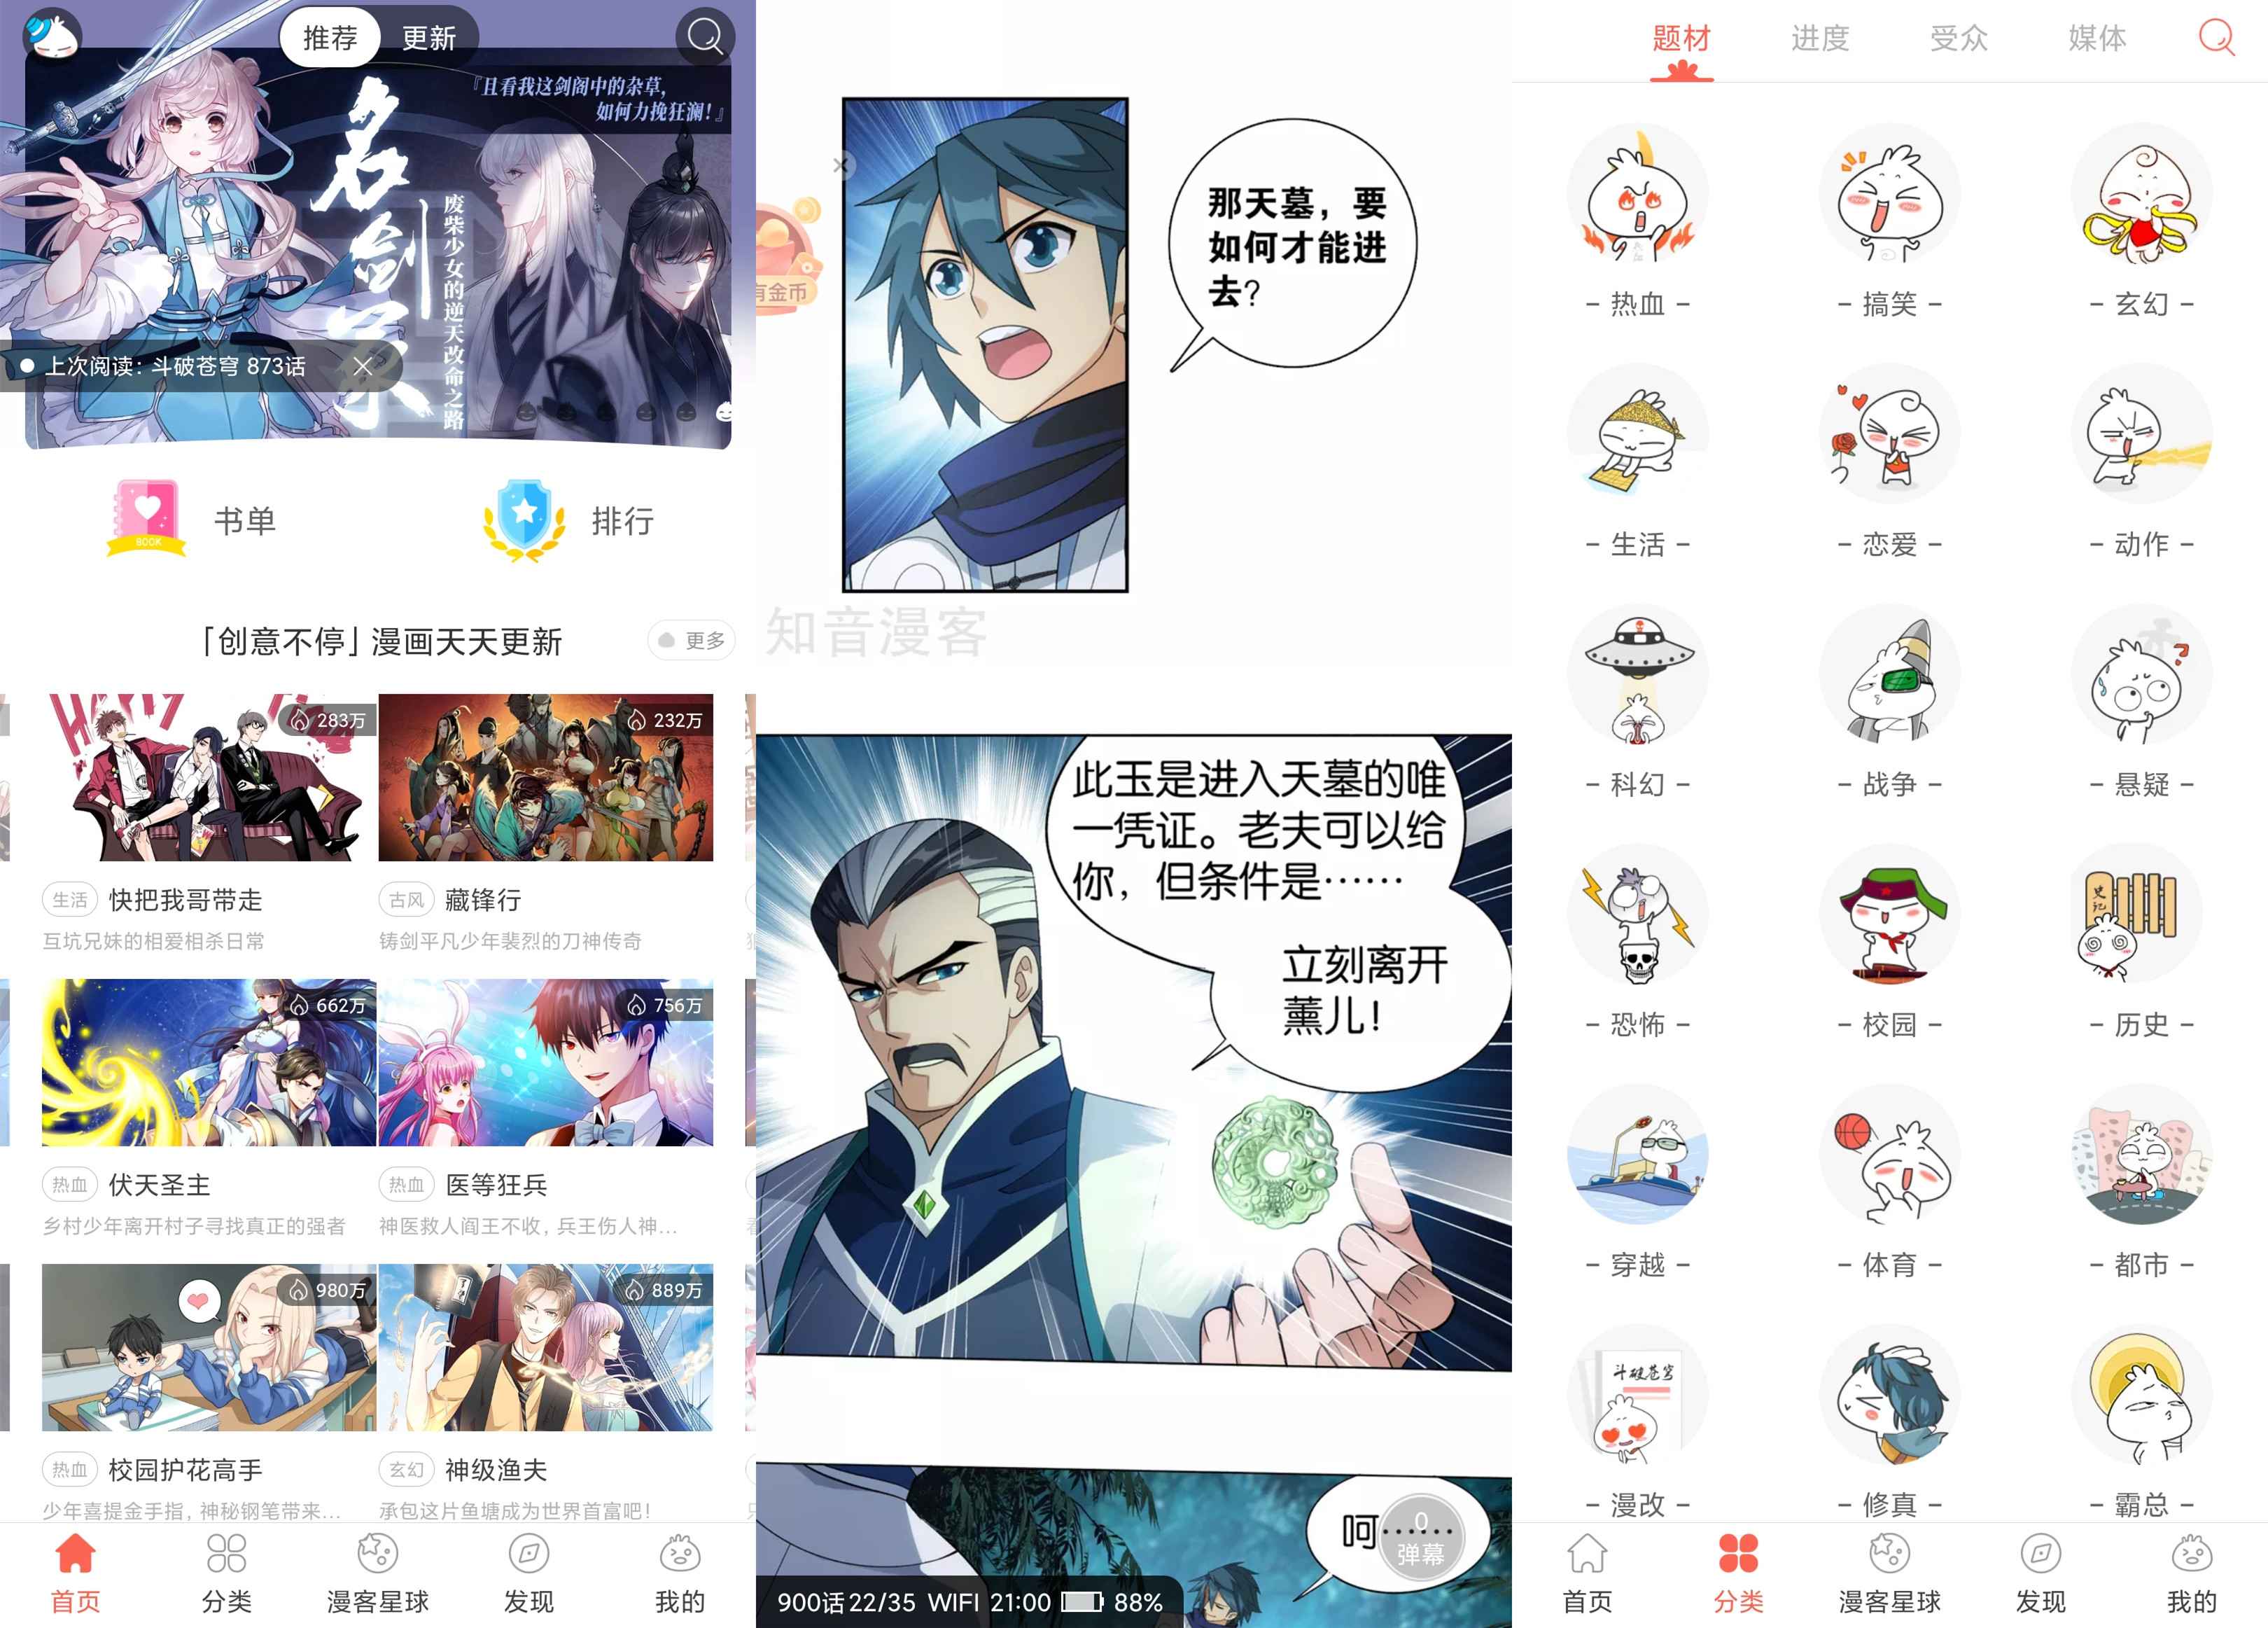 推荐
更新
『且看我这剑阁中的杂草,
如何力挽狂澜!』
名剑冢
废柴少女的逆天改命之路
上次阅读: 斗破苍穹 873话
BOOK
书单
排行
「创意不停」漫画天天更新
更多
283万
232万
生活 快把我哥带走
古风 藏锋行
互坑兄妹的相爱相杀日常
铸剑平凡少年裴烈的刀神传奇
662万
756万
热血 伏天圣主
热血 医等狂兵
乡村少年离开村子寻找真正的强者
神医救人阎王不收, 兵王伤人神...
980万
889万
热血 校园护花高手
玄幻 神级渔夫
少年喜提金手指, 神秘钢笔带来...
承包这片鱼塘成为世界首富吧!
首页
分类
漫客星球
发现
我的
有金币
那天墓，要
如何才能进
去?
知音漫客
此玉是进入天墓的唯
一凭证。老夫可以给
你，但条件是……
立刻离开
薰儿!
呵……
0
弹幕
900话 22/35 WIFI 21:00 88%
题材
进度
受众
媒体
- 热血 -
- 搞笑 -
- 玄幻 -
- 生活 -
- 恋爱 -
- 动作 -
- 科幻 -
- 战争 -
- 悬疑 -
史记
- 恐怖 -
- 校园 -
- 历史 -
- 穿越 -
- 体育 -
- 都市 -
斗破苍穹
- 漫改 -
- 修真 -
- 霸总 -
首页
分类
漫客星球
发现
我的